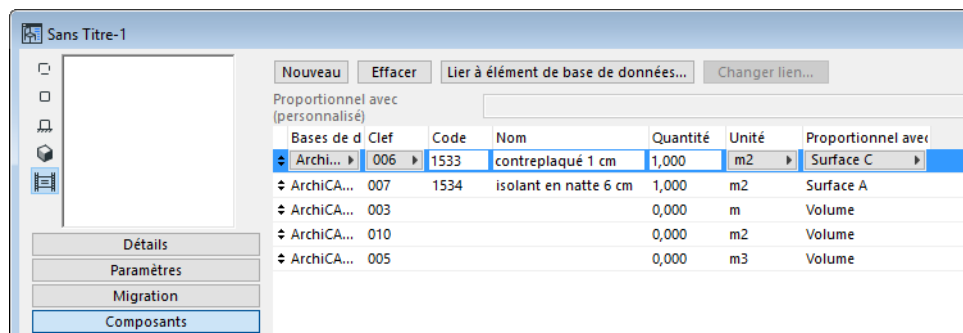 Sans Titre-1
Nouveau Effacer Lier à élément de base de données... Changer lien...
Proportionnel avec
(personnalisé)
Bases de d Clef Code Nom Quantité Unité Proportionnel avec
Archi... 006 1533 contreplaqué 1 cm 1,000 m2 Surface C
ArchiCA... 007 1534 isolant en natte 6 cm 1,000 m2 Surface A
ArchiCA... 003 0,000 m Volume
ArchiCA... 010 0,000 m2 Volume
ArchiCA... 005 0,000 m3 Volume
Détails
Paramètres
Migration
Composants